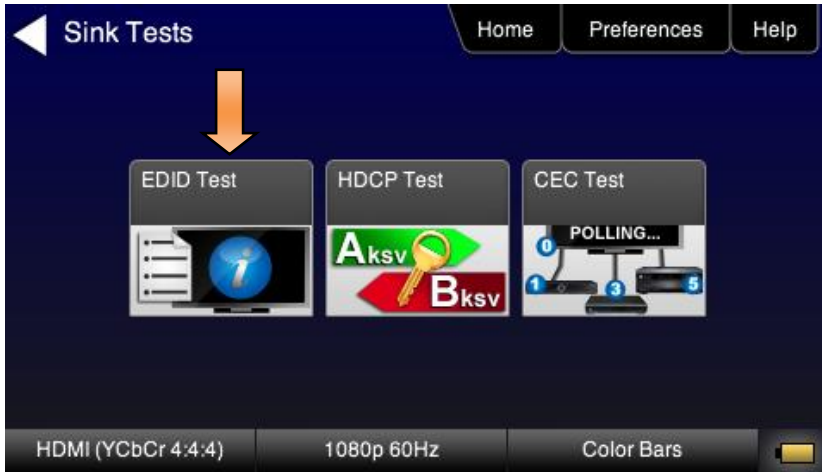 Sink Tests
Home
Preferences
Help
EDID Test
HDCP Test
CEC Test
i
Aksv
Bksv
POLLING...
0
1
3
5
HDMI (YCbCr 4:4:4)
1080p 60Hz
Color Bars